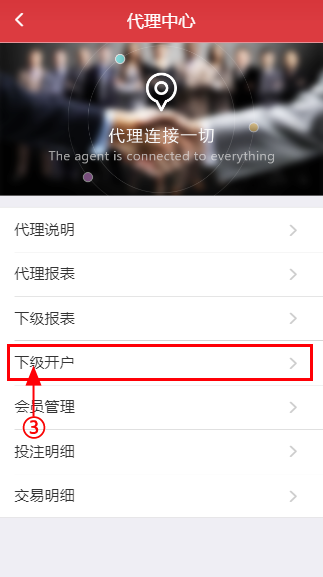 代理中心
代理连接一切
The agent is connected to everything
代理说明
代理报表
下级报表
下级开户
会员管理
③
投注明细
交易明细